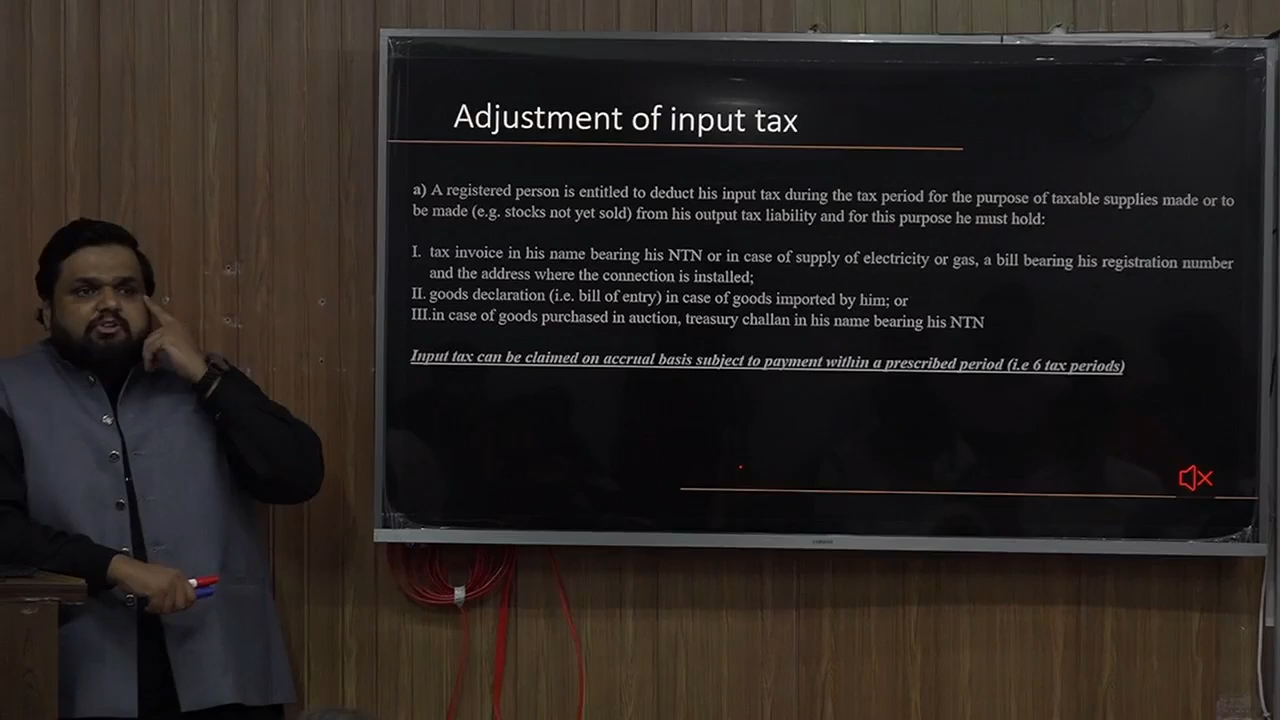 Adjustment of input tax
a) A registered person is entitled to deduct his input tax during the tax period for the purpose of taxable supplies made or to
be made (e.g. stocks not yet sold) from his output tax liability and for this purpose he must hold:
I. tax invoice in his name bearing his NTN or in case of supply of electricity or gas, a bill bearing his registration number
and the address where the connection is installed;
II. goods declaration (i.e. bill of entry) in case of goods imported by him; or
III.in case of goods purchased in auction, treasury challan in his name bearing his NTN
Input tax can be claimed on accrual basis subject to payment within a prescribed period (i.e 6 tax periods)